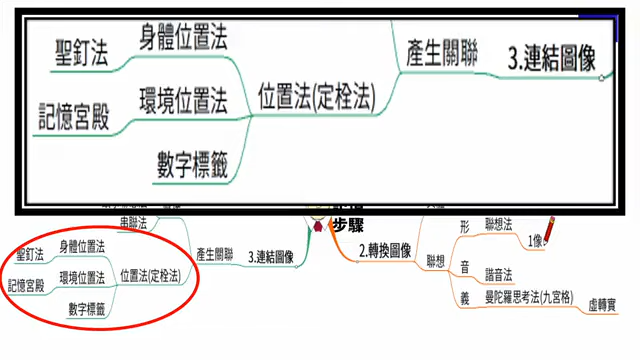 身體位置法
聖釘法
產生關聯
3.連結圖像
環境位置法
位置法(定栓法)
記憶宮殿
數字標籤
步驟
串聯法
形
聯想法
1像
聖釘法
身體位置法
產生關聯
3.連結圖像
2.轉換圖像
聯想
音
諧音法
記憶宮殿
環境位置法
位置法(定栓法)
數字標籤
義
曼陀羅思考法(九宮格)
虛轉實